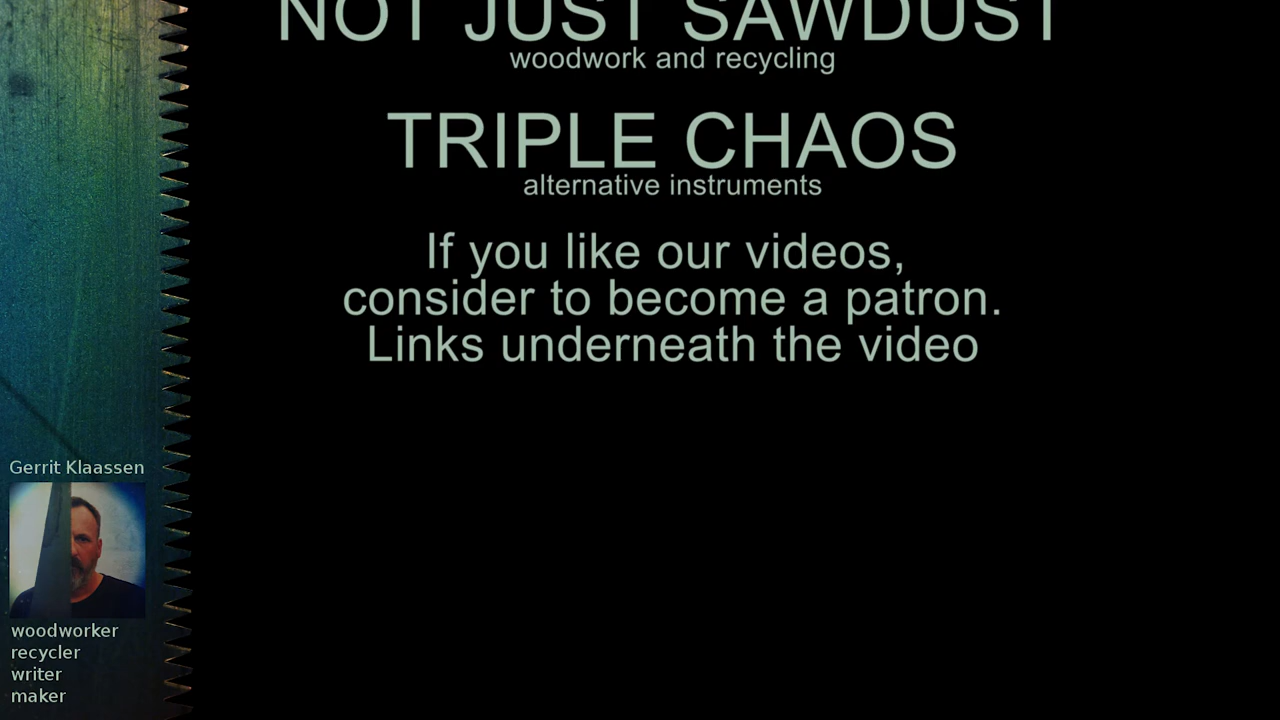 NOT JUST SAWDUST
woodwork and recycling
TRIPLE CHAOS
alternative instruments
If you like our videos,
consider to become a patron.
Links underneath the video
Gerrit Klaassen
woodworker
recycler
writer
maker